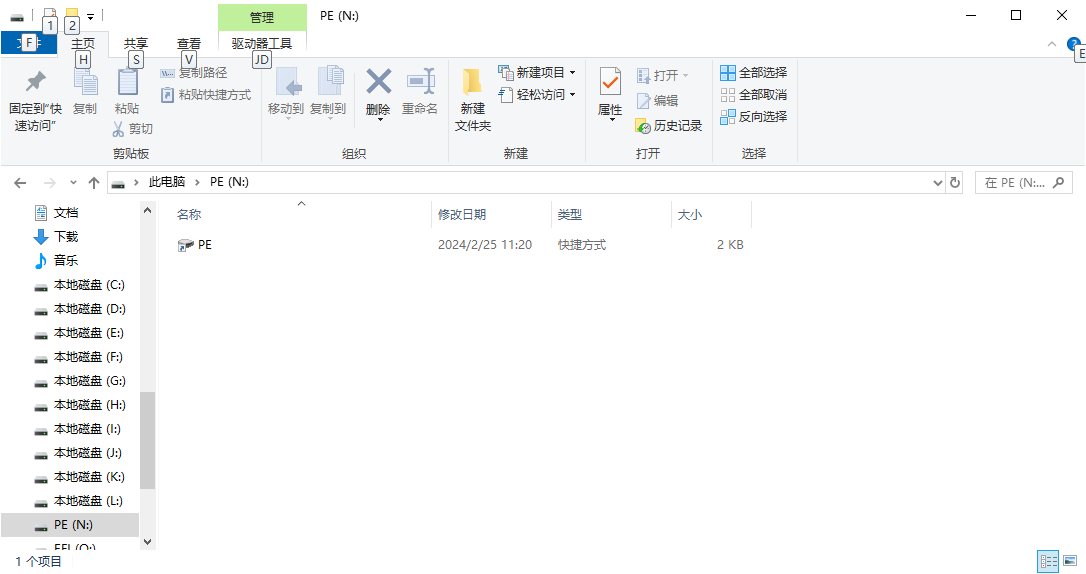 管理
PE (N:)
1
2
F
主页
共享
查看
驱动器工具
H
S
V
JD
E
固定到"快
速访问"
复制
粘贴
复制路径
粘贴快捷方式
剪切
剪贴板
移动到
复制到
删除
重命名
组织
新建
文件夹
新建项目
轻松访问
新建
属性
打开
编辑
历史记录
打开
全部选择
全部取消
反向选择
选择
此电脑 › PE (N:)
在 PE (N:...
文档
下载
音乐
本地磁盘 (C:)
本地磁盘 (D:)
本地磁盘 (E:)
本地磁盘 (F:)
本地磁盘 (G:)
本地磁盘 (H:)
本地磁盘 (I:)
本地磁盘 (J:)
本地磁盘 (K:)
本地磁盘 (L:)
PE (N:)
EFI (O:)
名称 修改日期 类型 大小
PE 2024/2/25 11:20 快捷方式 2 KB
1 个项目